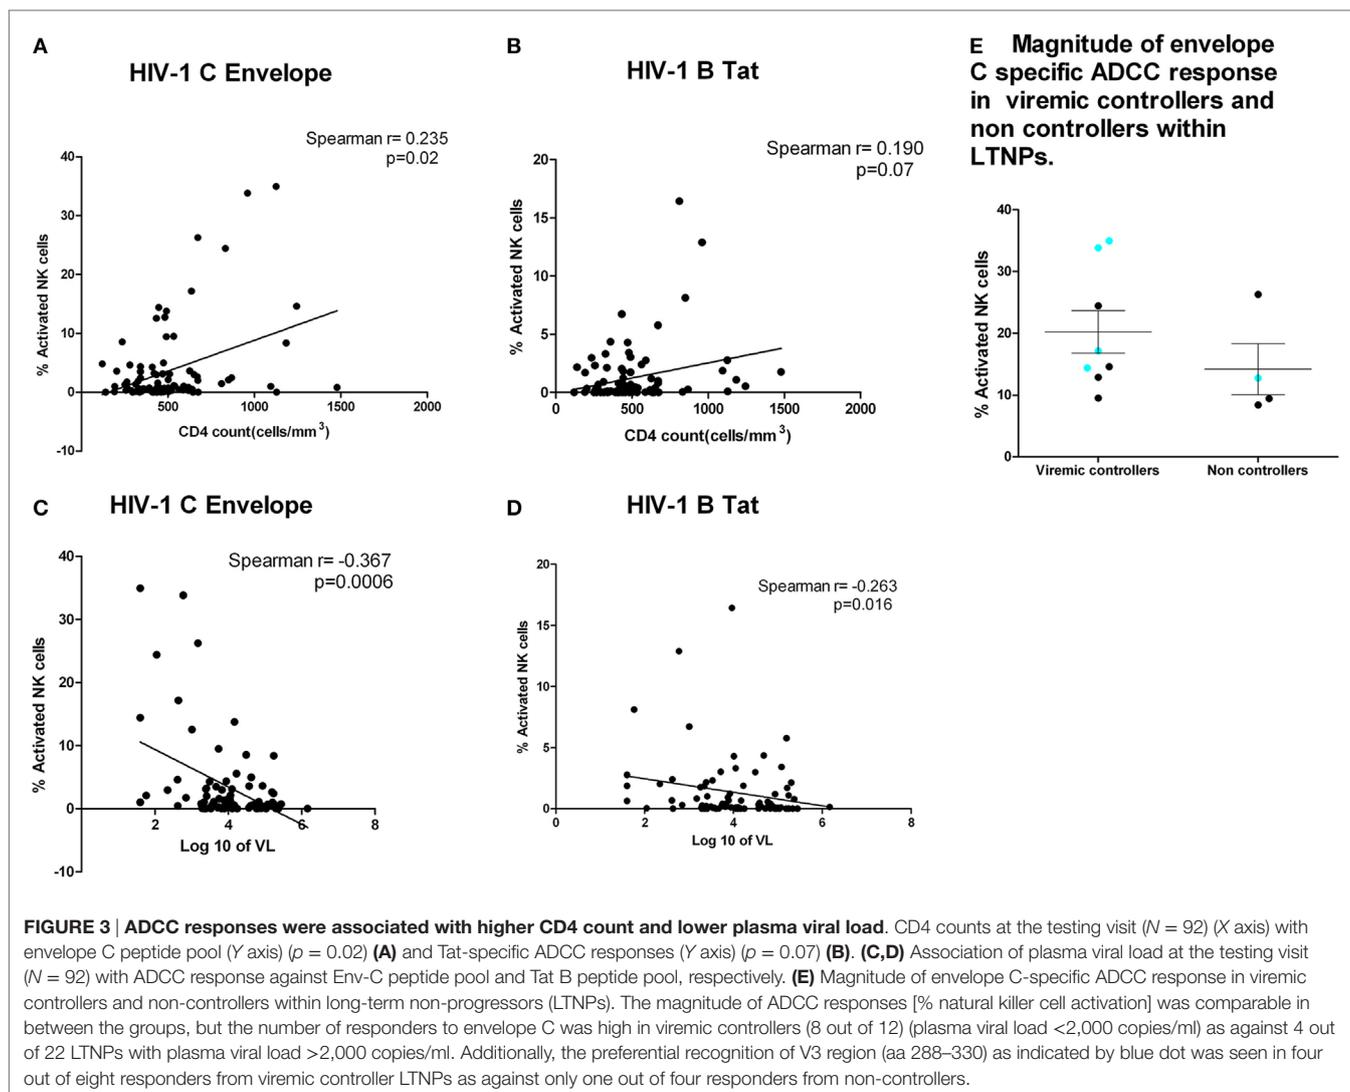 A
HIV-1 C Envelope
Spearman r= 0.235
p=0.02
40
30
20
10
0
-10
500
1000
1500
2000
% Activated NK cells
CD4 count(cells/mm3)
B
HIV-1 B Tat
Spearman r= 0.190
p=0.07
20
15
10
5
0
0
500
1000
1500
2000
% Activated NK cells
CD4 count(cells/mm3)
E Magnitude of envelope
C specific ADCC response
in viremic controllers and
non controllers within
LTNPs.
40
30
20
10
0
% Activated NK cells
Viremic controllers
Non controllers
C
HIV-1 C Envelope
Spearman r= -0.367
p=0.0006
40
30
20
10
0
-10
2
4
6
8
% Activated NK cells
Log 10 of VL
D
HIV-1 B Tat
Spearman r= -0.263
p=0.016
20
15
10
5
0
0
2
4
6
8
% Activated NK cells
Log 10 of VL
FIGURE 3 | ADCC responses were associated with higher CD4 count and lower plasma viral load. CD4 counts at the testing visit (N = 92) (X axis) with
envelope C peptide pool (Y axis) (p = 0.02) (A) and Tat-specific ADCC responses (Y axis) (p = 0.07) (B). (C,D) Association of plasma viral load at the testing visit
(N = 92) with ADCC response against Env-C peptide pool and Tat B peptide pool, respectively. (E) Magnitude of envelope C-specific ADCC response in viremic
controllers and non-controllers within long-term non-progressors (LTNPs). The magnitude of ADCC responses [% natural killer cell activation] was comparable in
between the groups, but the number of responders to envelope C was high in viremic controllers (8 out of 12) (plasma viral load <2,000 copies/ml) as against 4 out
of 22 LTNPs with plasma viral load >2,000 copies/ml. Additionally, the preferential recognition of V3 region (aa 288–330) as indicated by blue dot was seen in four
out of eight responders from viremic controller LTNPs as against only one out of four responders from non-controllers.